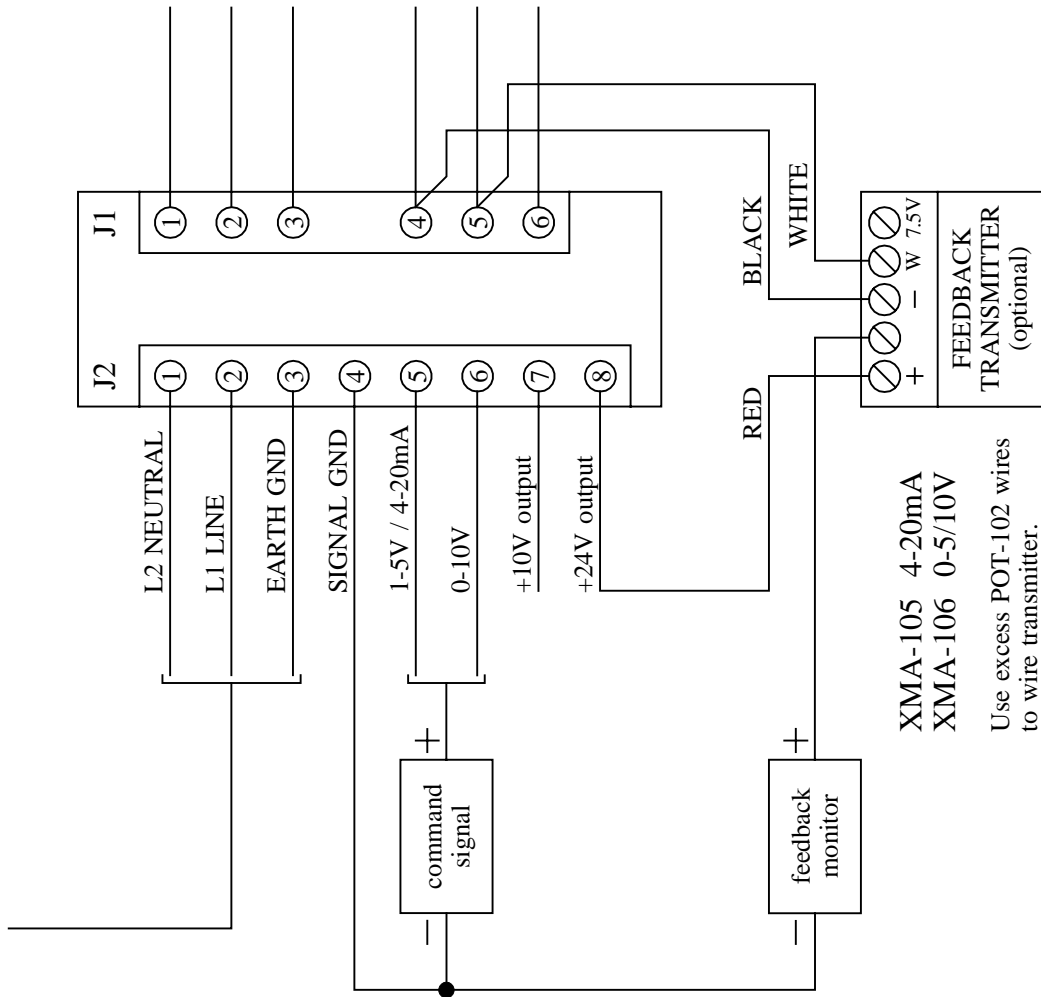 J1
1
2
3
4
5
6
J2
1
2
3
4
5
6
7
8
L2 NEUTRAL
L1 LINE
EARTH GND
SIGNAL GND
1-5V / 4-20mA
0-10V
+10V output
+24V output
BLACK
WHITE
RED
+
−
W
7.5V
FEEDBACK
TRANSMITTER
(optional)
+
command
signal
−
+
feedback
monitor
−
XMA-105 4-20mA
XMA-106 0-5/10V
Use excess POT-102 wires
to wire transmitter.